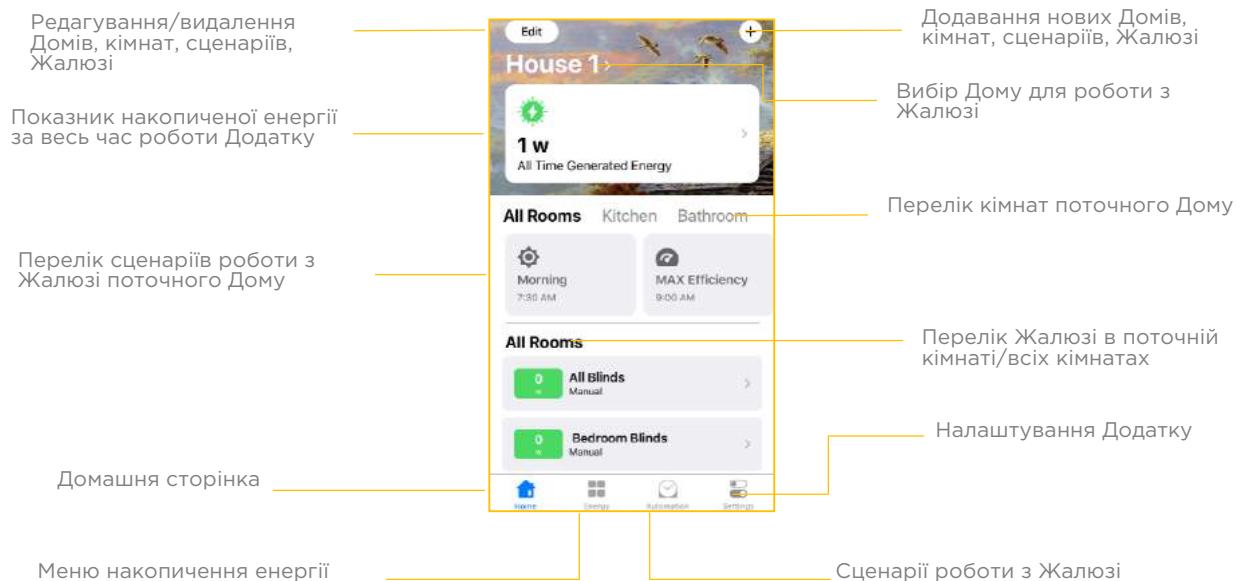 Редагування/видалення
Домів, кімнат, сценаріїв,
Жалюзі
Показник накопиченої енергії
за весь час роботи Додатку
Перелік сценаріїв роботи з
Жалюзі поточного Дому
Домашня сторінка
Меню накопичення енергії
Edit
+
House 1 >
1 w
All Time Generated Energy
All Rooms Kitchen Bathroom
Morning
7:30 AM
MAX Efficiency
9:00 AM
All Rooms
0
w
All Blinds
Manual
0
w
Bedroom Blinds
Manual
Home Energy Automation Settings
Додавання нових Домів,
кімнат, сценаріїв, Жалюзі
Вибір Дому для роботи з
Жалюзі
Перелік кімнат поточного Дому
Перелік Жалюзі в поточній
кімнаті/всіх кімнатах
Налаштування Додатку
Сценарії роботи з Жалюзі